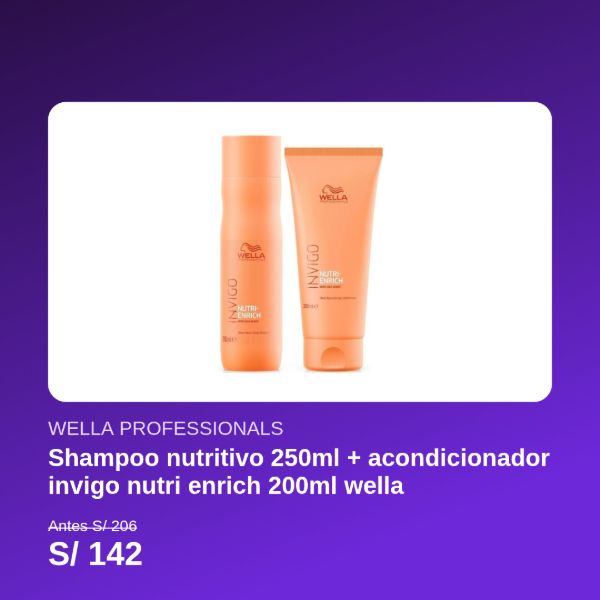 WELLA
INVIGO
NUTRI-
ENRICH
WELLA
INVIGO
NUTRI-
ENRICH
WELLA PROFESSIONALS
Shampoo nutritivo 250ml + acondicionador
invigo nutri enrich 200ml wella
Antes S/ 206
S/ 142